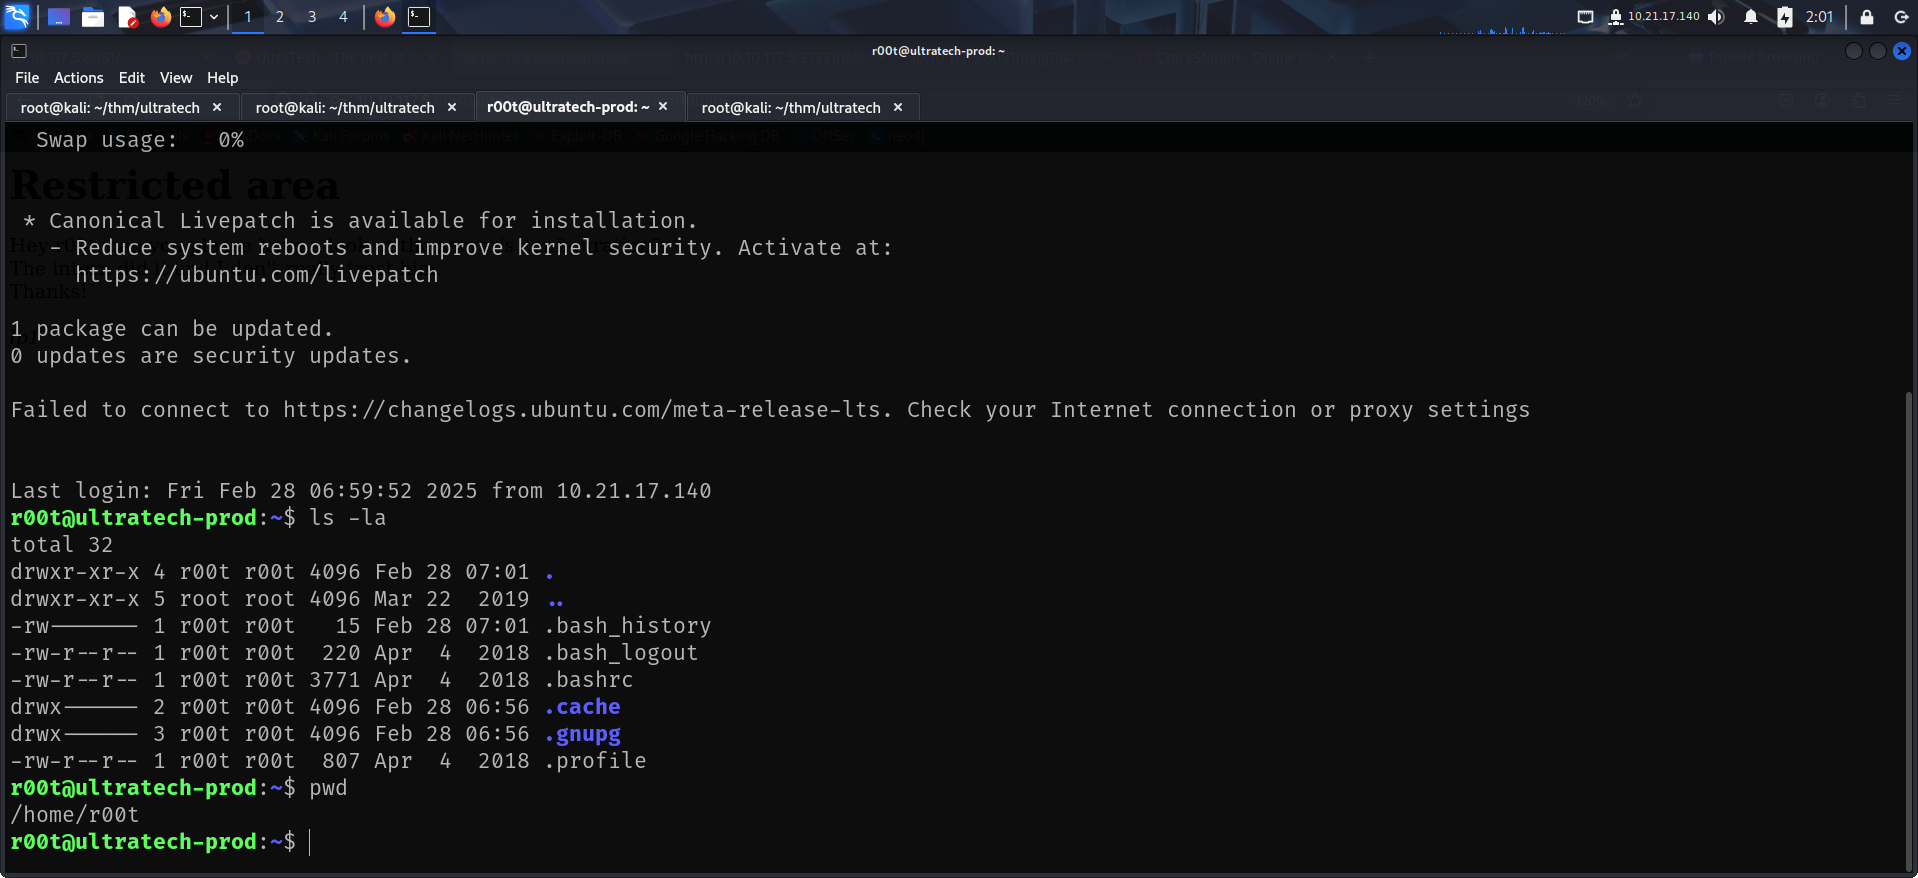 1 2 3 4 10.21.17.140 2:01
r00t@ultratech-prod: ~
File Actions Edit View Help
root@kali: ~/thm/ultratech × root@kali: ~/thm/ultratech × r00t@ultratech-prod: ~ × root@kali: ~/thm/ultratech ×
Swap usage: 0%
Restricted area
* Canonical Livepatch is available for installation.
- Reduce system reboots and improve kernel security. Activate at:
https://ubuntu.com/livepatch
Thanks!
1 package can be updated.
0 updates are security updates.
Failed to connect to https://changelogs.ubuntu.com/meta-release-lts. Check your Internet connection or proxy settings
Last login: Fri Feb 28 06:59:52 2025 from 10.21.17.140
r00t@ultratech-prod:~$ ls -la
total 32
drwxr-xr-x 4 r00t r00t 4096 Feb 28 07:01 .
drwxr-xr-x 5 root root 4096 Mar 22 2019 ..
-rw------- 1 r00t r00t 15 Feb 28 07:01 .bash_history
-rw-r--r-- 1 r00t r00t 220 Apr 4 2018 .bash_logout
-rw-r--r-- 1 r00t r00t 3771 Apr 4 2018 .bashrc
drwx------ 2 r00t r00t 4096 Feb 28 06:56 .cache
drwx------ 3 r00t r00t 4096 Feb 28 06:56 .gnupg
-rw-r--r-- 1 r00t r00t 807 Apr 4 2018 .profile
r00t@ultratech-prod:~$ pwd
/home/r00t
r00t@ultratech-prod:~$